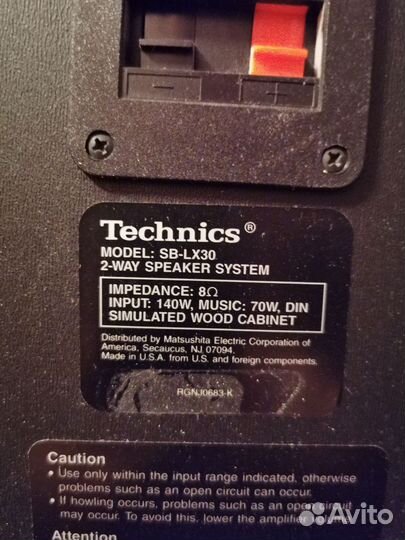 − +
Technics®
MODEL: SB-LX30
2-WAY SPEAKER SYSTEM
IMPEDANCE: 8Ω
INPUT: 140W, MUSIC: 70W, DIN
SIMULATED WOOD CABINET
Distributed by Matsushita Electric Corporation of
America, Secaucus, NJ 07094.
Made in U.S.A. from U.S. and foreign components.
RGNJ0683-K
Caution
• Use only within the input range indicated, otherwise
problems such as an open circuit can occur.
• If howling occurs, problems such as an open circuit
may occur. To avoid this, lower the amplifier
Attention
Avito